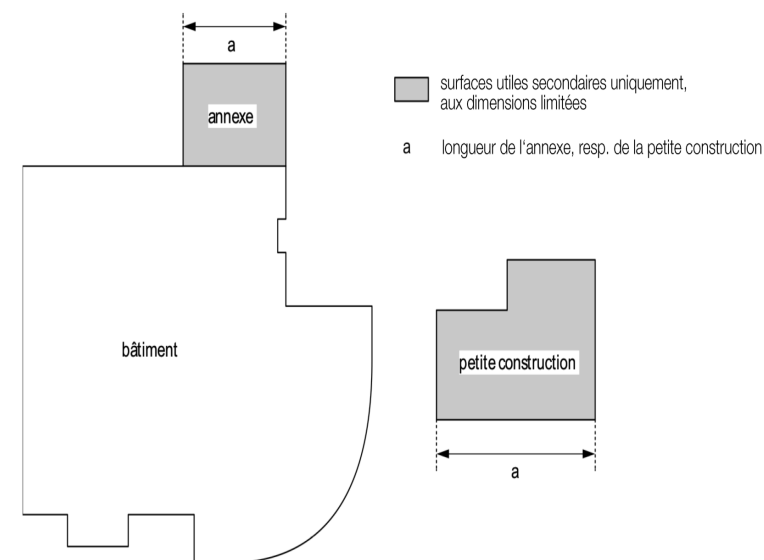 a
annexe
surfaces utiles secondaires uniquement,
aux dimensions limitées
a longueur de l'annexe, resp. de la petite construction
bâtiment
petite construction
a